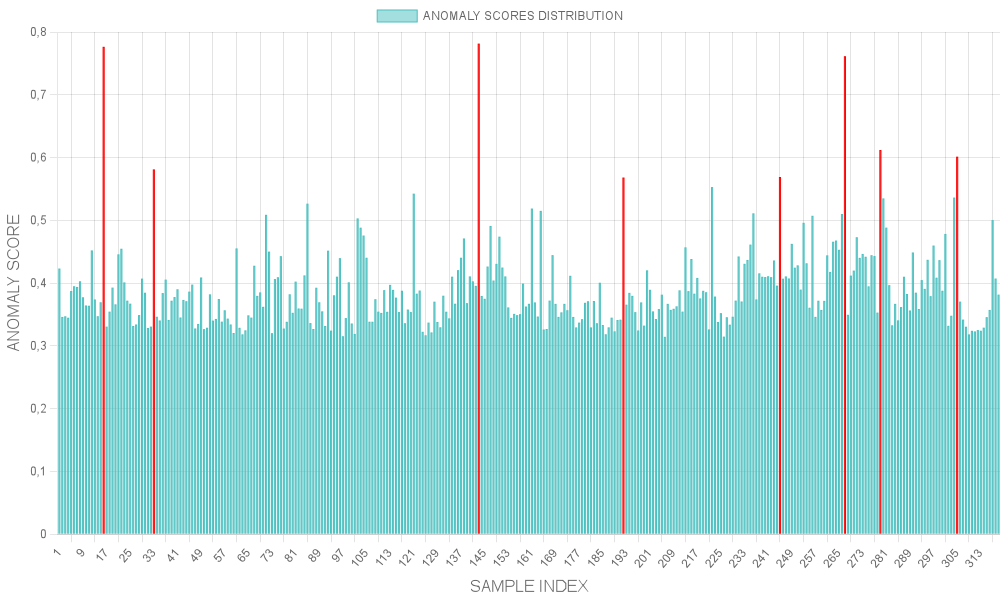 ANOMALY SCORES DISTRIBUTION
0,8
0,7
0,6
0,5
0,4
0,3
0,2
0,1
0
ANOMALY SCORE
1 9 17 25 33 41 49 57 65 73 81 89 97 105 113 121 129 137 145 153 161 169 177 185 193 201 209 217 225 233 241 249 257 265 273 281 289 297 305 313
SAMPLE INDEX